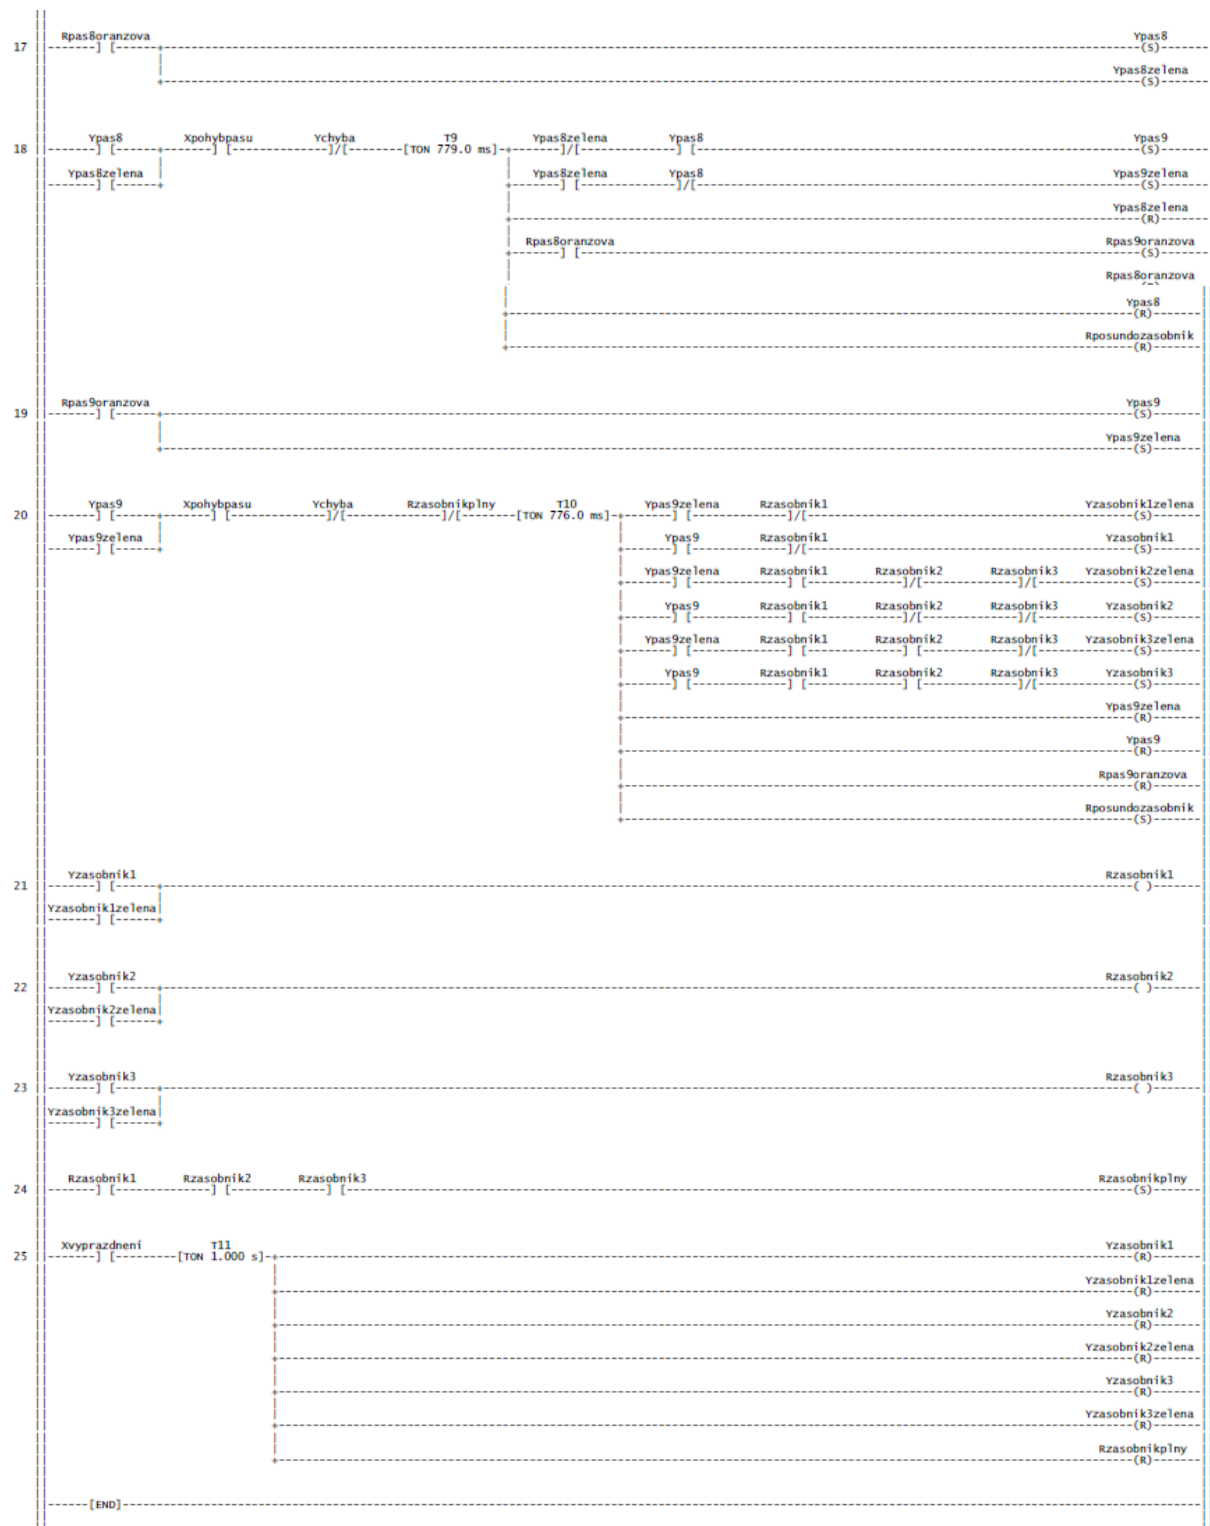 Rpas8oranzova Ypas8
17 ||-------] [------+---(S)------
Ypas8zelena
+---(S)------
Ypas8 Xpohybpasu Ychyba T9 Ypas8zelena Ypas8 Ypas9
18 ||-------] [------+-------] [-------------]/[-------[TON 779.0 ms]-+-------]/[-------------] [---(S)------
Ypas8zelena Ypas8zelena Ypas8 Ypas9zelena
||-------] [------+ +-------] [-------------]/[---(S)------
Ypas8zelena
+---(R)------
Rpas8oranzova Rpas9oranzova
+-------] [---(S)------
Rpas8oranzova
Ypas8
+---(R)------
Rposundozasobnik
+---(R)------
Rpas9oranzova Ypas9
19 ||-------] [------+---(S)------
Ypas9zelena
+---(S)------
Ypas9 Xpohybpasu Ychyba Rzasobnikplny T10 Ypas9zelena Rzasobnik1 Yzasobnik1zelena
20 ||-------] [------+-------] [-------------]/[-------------]/[-------[TON 776.0 ms]-+-------] [-------------]/[---(S)------
Ypas9zelena Ypas9 Rzasobnik1 Yzasobnik1
||-------] [------+ +-------] [-------------]/[---(S)------
Ypas9zelena Rzasobnik1 Rzasobnik2 Rzasobnik3 Yzasobnik2zelena
+-------] [-------------] [-------------]/[-------------]/[---(S)------
Ypas9 Rzasobnik1 Rzasobnik2 Rzasobnik3 Yzasobnik2
+-------] [-------------] [-------------]/[-------------]/[---(S)------
Ypas9zelena Rzasobnik1 Rzasobnik2 Rzasobnik3 Yzasobnik3zelena
+-------] [-------------] [-------------] [-------------]/[---(S)------
Ypas9 Rzasobnik1 Rzasobnik2 Rzasobnik3 Yzasobnik3
+-------] [-------------] [-------------] [-------------]/[---(S)------
Ypas9zelena
+---(R)------
Ypas9
+---(R)------
Rpas9oranzova
+---(R)------
Rposundozasobnik
+---(S)------
Yzasobnik1 Rzasobnik1
21 ||-------] [------+---( )------
Yzasobnik1zelena
||-------] [------+
Yzasobnik2 Rzasobnik2
22 ||-------] [------+---( )------
Yzasobnik2zelena
||-------] [------+
Yzasobnik3 Rzasobnik3
23 ||-------] [------+---( )------
Yzasobnik3zelena
||-------] [------+
Rzasobnik1 Rzasobnik2 Rzasobnik3 Rzasobnikplny
24 ||-------] [-------------] [-------------] [---(S)------
Xvyprazdneni T11 Yzasobnik1
25 ||-------] [---------[TON 1.000 s]-+---(R)------
Yzasobnik1zelena
+---(R)------
Yzasobnik2
+---(R)------
Yzasobnik2zelena
+---(R)------
Yzasobnik3
+---(R)------
Yzasobnik3zelena
+---(R)------
Rzasobnikplny
+---(R)------
||------[END]------